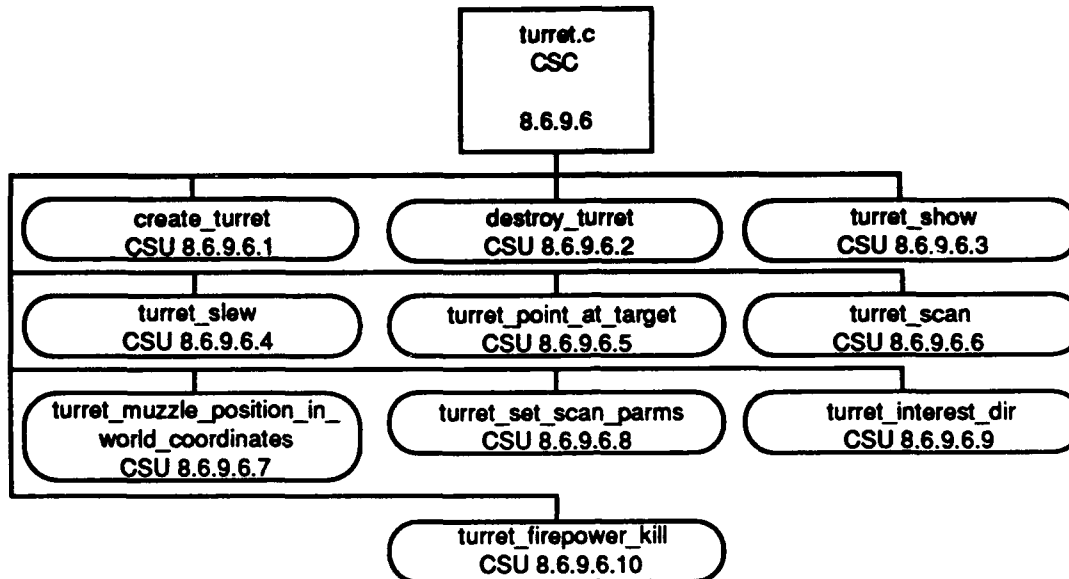 turret.c
CSC
8.6.9.6
create_turret
CSU 8.6.9.6.1
destroy_turret
CSU 8.6.9.6.2
turret_show
CSU 8.6.9.6.3
turret_slew
CSU 8.6.9.6.4
turret_point_at_target
CSU 8.6.9.6.5
turret_scan
CSU 8.6.9.6.6
turret_muzzle_position_in_
world_coordinates
CSU 8.6.9.6.7
turret_set_scan_parms
CSU 8.6.9.6.8
turret_interest_dir
CSU 8.6.9.6.9
turret_firepower_kill
CSU 8.6.9.6.10